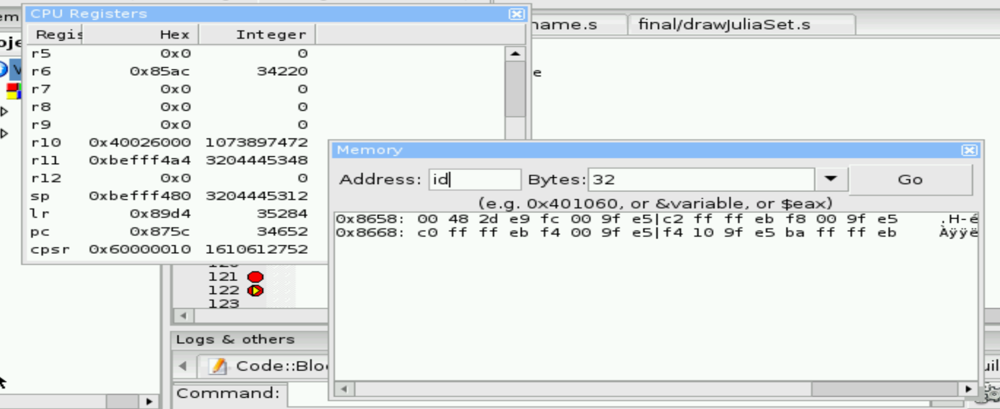 em
CPU Registers
name.s
final/drawJuliaSet.s
Regis Hex Integer
oje
r5 0x0 0
r6 0x85ac 34220
e
r7 0x0 0
r8 0x0 0
r9 0x0 0
r10 0x40026000 1073897472
r11 0xbefff4a4 3204445348
r12 0x0 0
sp 0xbefff480 3204445312
lr 0x89d4 35284
pc 0x875c 34652
cpsr 0x60000010 1610612752
Memory
Address: id Bytes: 32 Go
(e.g. 0x401060, or &variable, or $eax)
0x8658: 00 48 2d e9 fc 00 9f e5|c2 ff ff eb f8 00 9f e5 .H-é
0x8668: c0 ff ff eb f4 00 9f e5|f4 10 9f e5 ba ff ff eb Àÿÿë
121
122
123
Logs & others
Code::Blo
uil
Command: